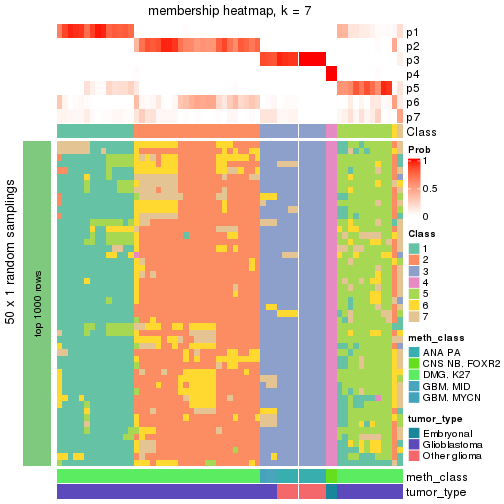 membership heatmap, k = 7
p1
p2
p3
p4
p5
p6
p7
Class
50 x 1 random samplings
top 1000 rows
Prob
1
0.5
0
Class
1
2
3
4
5
6
7
meth_class
ANA PA
CNS NB. FOXR2
DMG. K27
GBM. MID
GBM. MYCN
tumor_type
Embryonal
Glioblastoma
Other glioma
meth_class
tumor_type